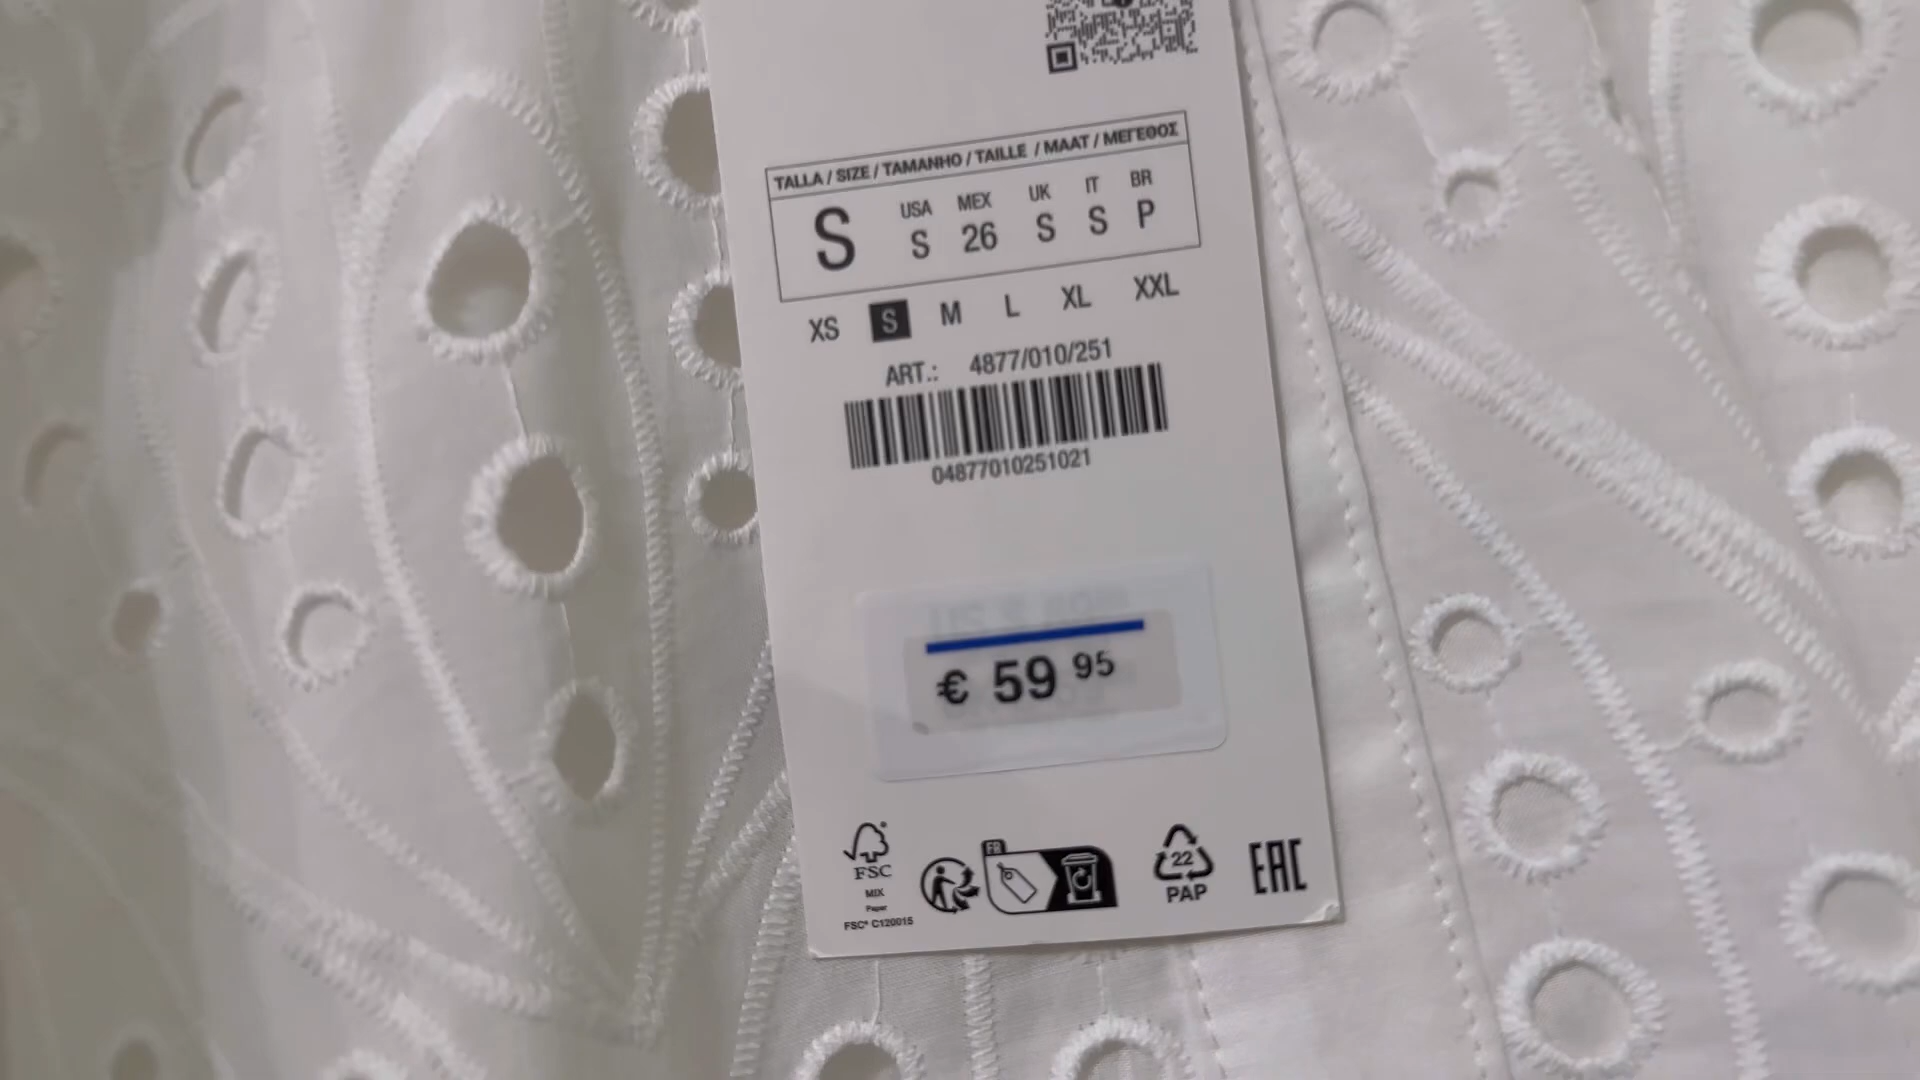 TALLA / SIZE / TAMANHO / TAILLE / MAAT / ΜΕΓΕΘΟΣ
S USA S MEX 26 UK S IT S BR P
XS S M L XL XXL
ART.: 4877/010/251
04877010251021
€ 59 95
FSC
MIX
Paper
FSC® C120015
FR
22
PAP
EAC